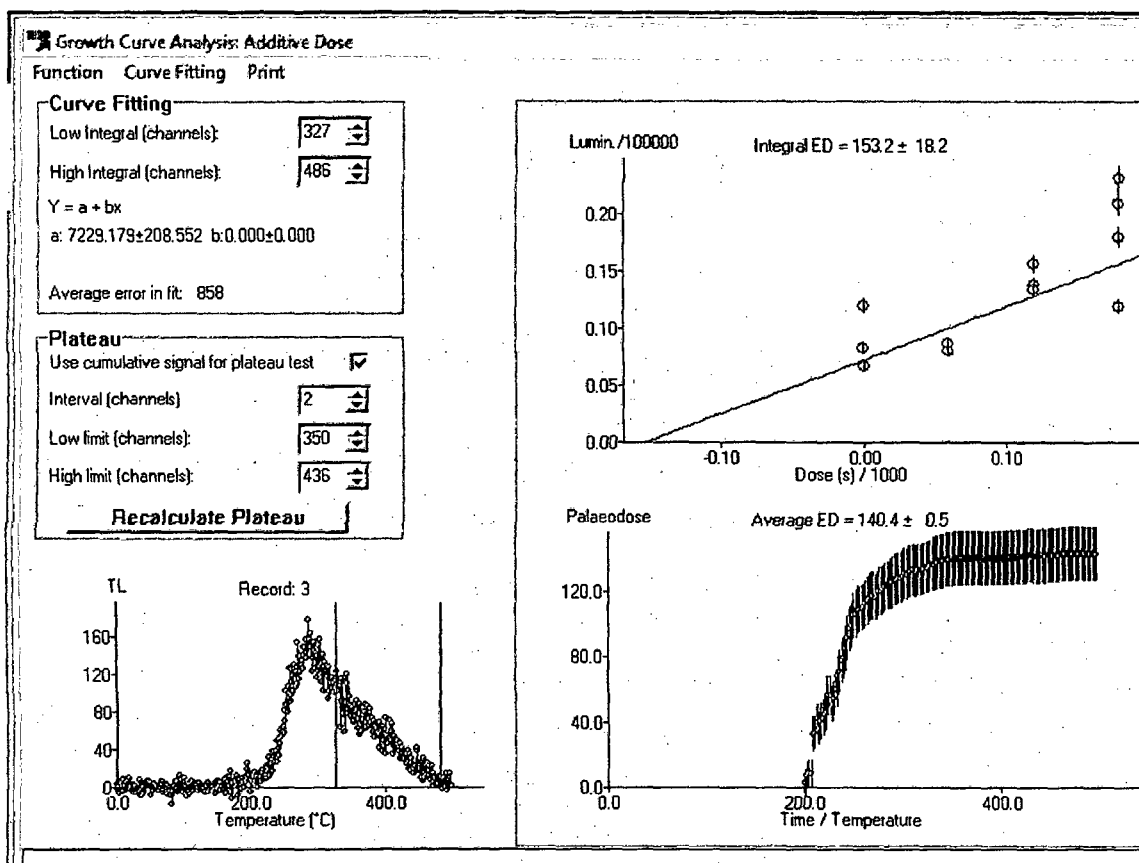 Growth Curve Analysis: Additive Dose
Function Curve Fitting Print
Curve Fitting
Low Integral (channels): 327
High Integral (channels): 486
Y = a + bx
a: 7229.179±208.552 b:0.000±0.000
Average error in fit: 858
Plateau
Use cumulative signal for plateau test
Interval (channels) 2
Low limit (channels): 350
High limit (channels): 436
Recalculate Plateau
TL Record: 3
160
120
80
40
0
0.0 200.0 400.0
Temperature (°C)
Lumin./100000 Integral ED = 153.2 ± 18.2
0.20
0.15
0.10
0.05
0.00
-0.10 0.00 0.10
Dose (s) / 1000
Palaeodose Average ED = 140.4 ± 0.5
120.0
80.0
40.0
0.0
0.0 200.0 400.0
Time / Temperature